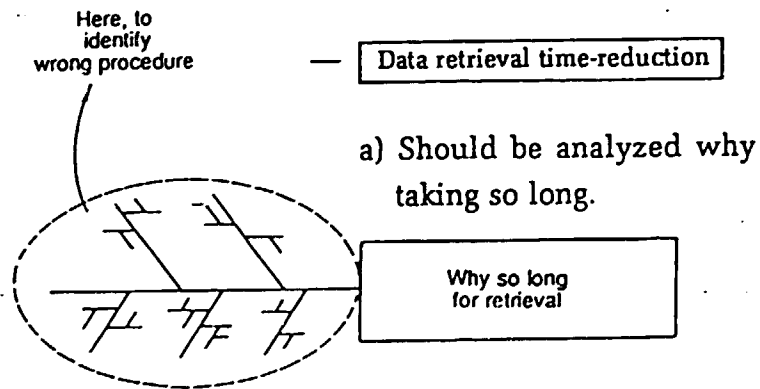 Here, to
identify
wrong procedure
— Data retrieval time-reduction
a) Should be analyzed why
taking so long.
Why so long
for retrieval